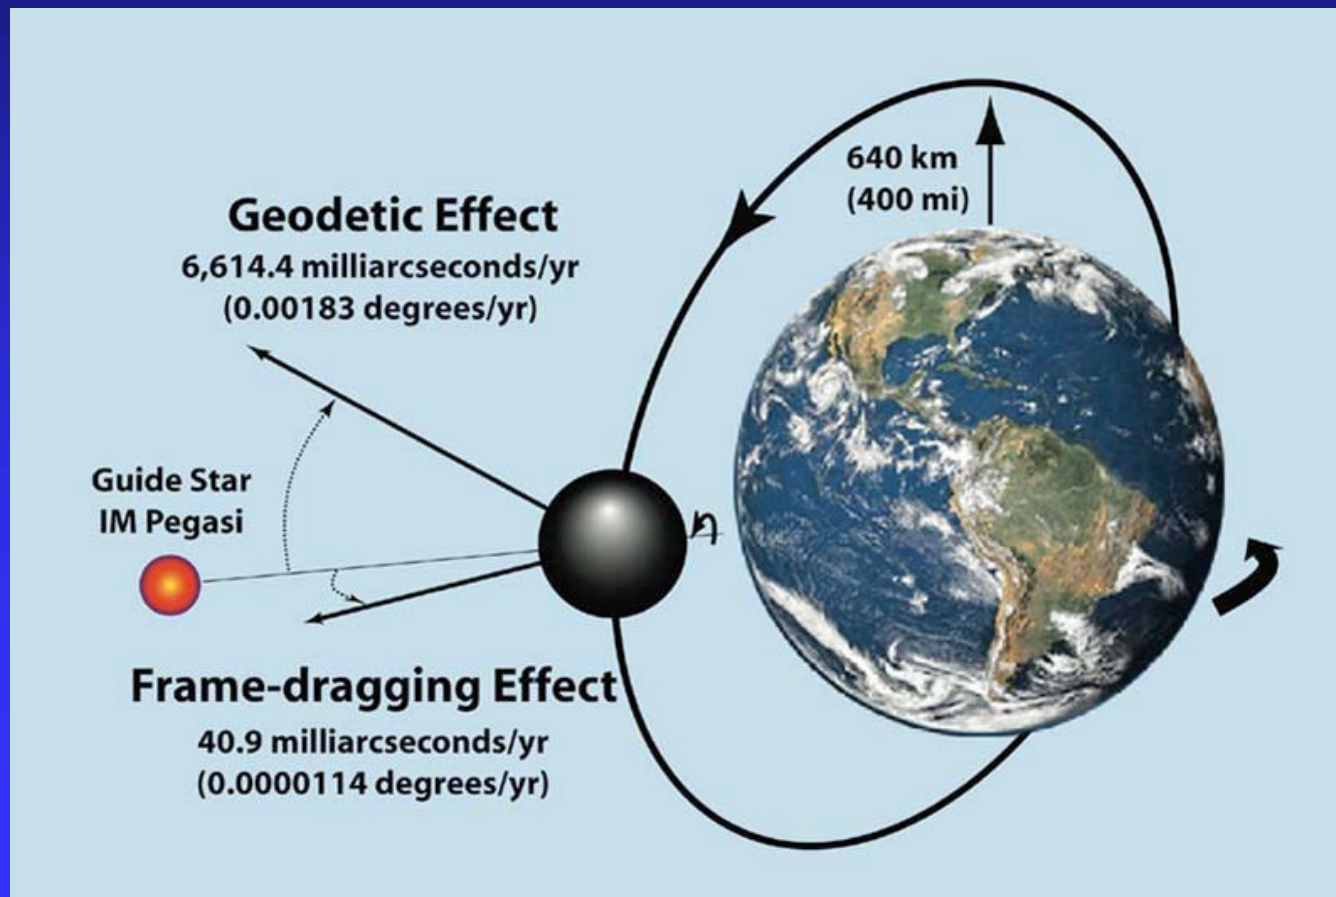 640 km
(400 mi)
Geodetic Effect
6,614.4 milliarcseconds/yr
(0.00183 degrees/yr)
Guide Star
IM Pegasi
Frame-dragging Effect
40.9 milliarcseconds/yr
(0.0000114 degrees/yr)